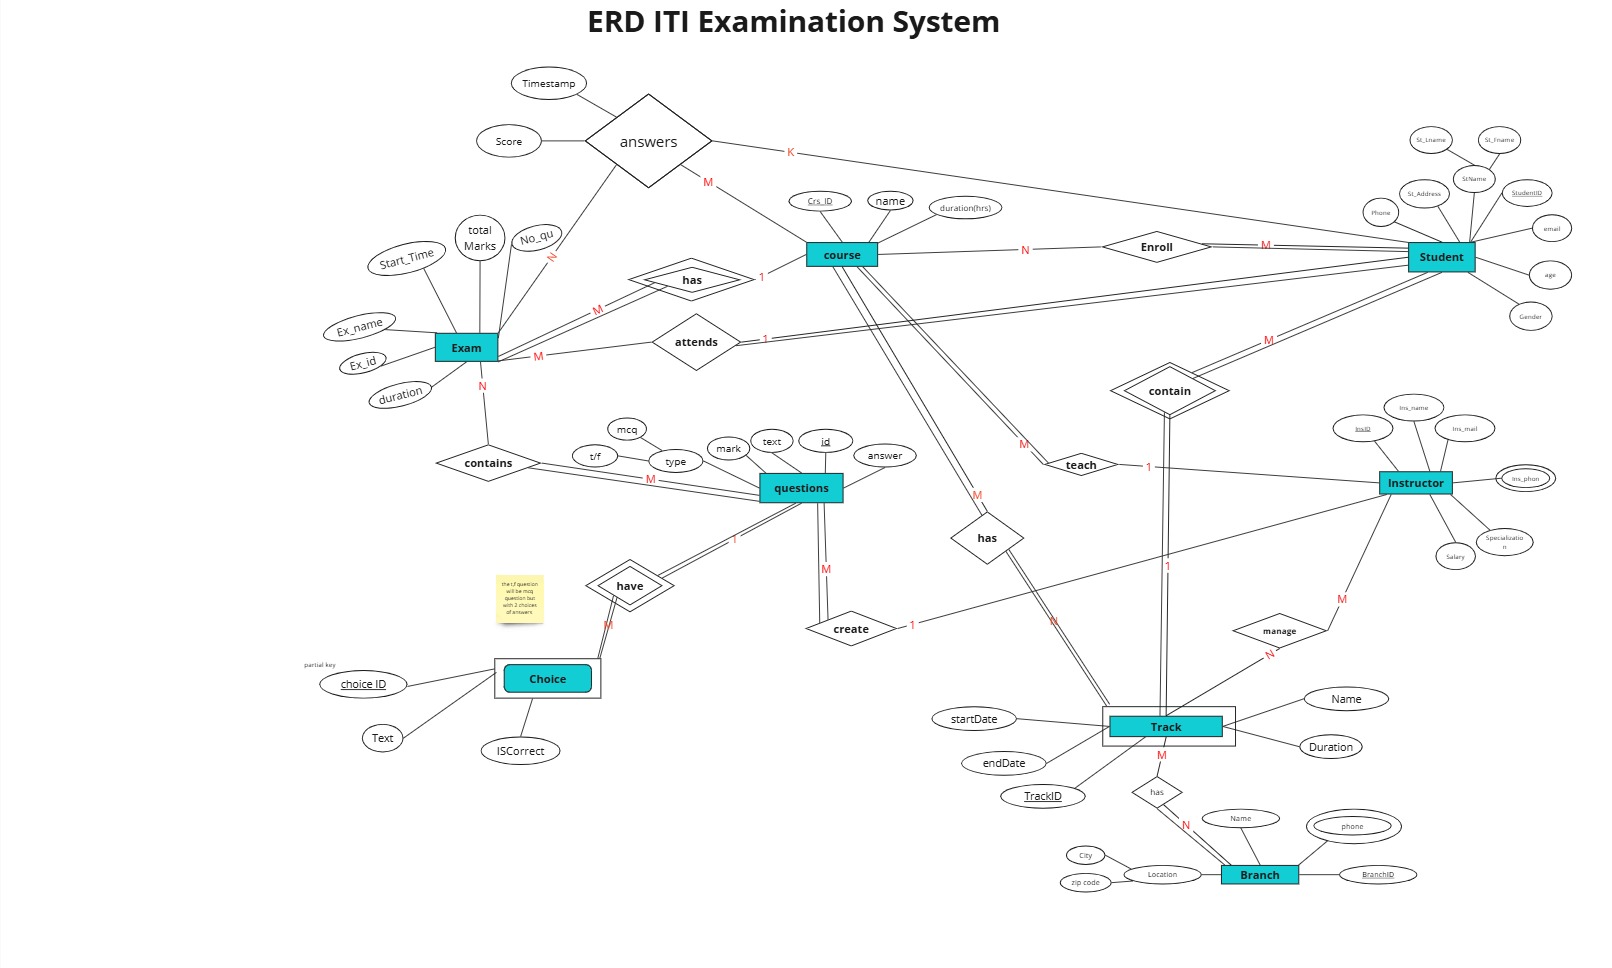 ERD ITI Examination System
Timestamp
Score
answers
K
M
N
St_Lname
St_Fname
StName
St_Address
StudentID
Phone
email
age
Gender
Student
Crs_ID
name
duration(hrs)
course
N
Enroll
M
total
Marks
No_qu
Start_Time
Ex_name
Ex_id
duration
Exam
has
1
M
attends
M
1
N
contains
M
mcq
t/f
type
mark
text
id
answer
questions
M
contain
1
Ins_name
InsID
Ins_mail
Ins_phon
Instructor
Specializatio
n
Salary
M
teach
1
M
has
N
1
have
M
the t,f question
will be mcq
question but
with 2 choices
of answers
M
create
1
M
manage
N
partial key
choice ID
Text
ISCorrect
Choice
startDate
endDate
TrackID
Track
Name
Duration
M
has
N
Name
phone
City
zip code
Location
Branch
BranchID